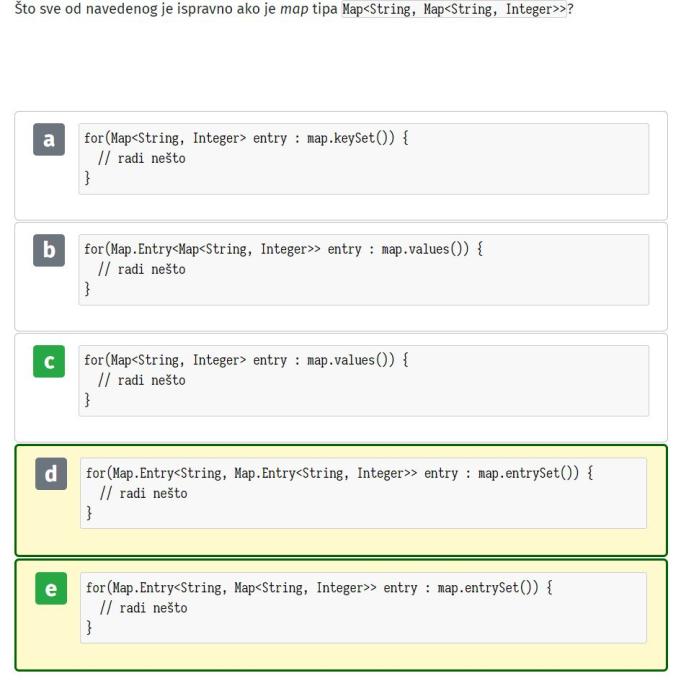 Što sve od navedenog je ispravno ako je map tipa Map<String, Map<String, Integer>>?
a
for(Map<String, Integer> entry : map.keySet()) {
// radi nešto
}
b
for(Map.Entry<Map<String, Integer>> entry : map.values()) {
// radi nešto
}
c
for(Map<String, Integer> entry : map.values()) {
// radi nešto
}
d
for(Map.Entry<String, Map.Entry<String, Integer>> entry : map.entrySet()) {
// radi nešto
}
e
for(Map.Entry<String, Map<String, Integer>> entry : map.entrySet()) {
// radi nešto
}